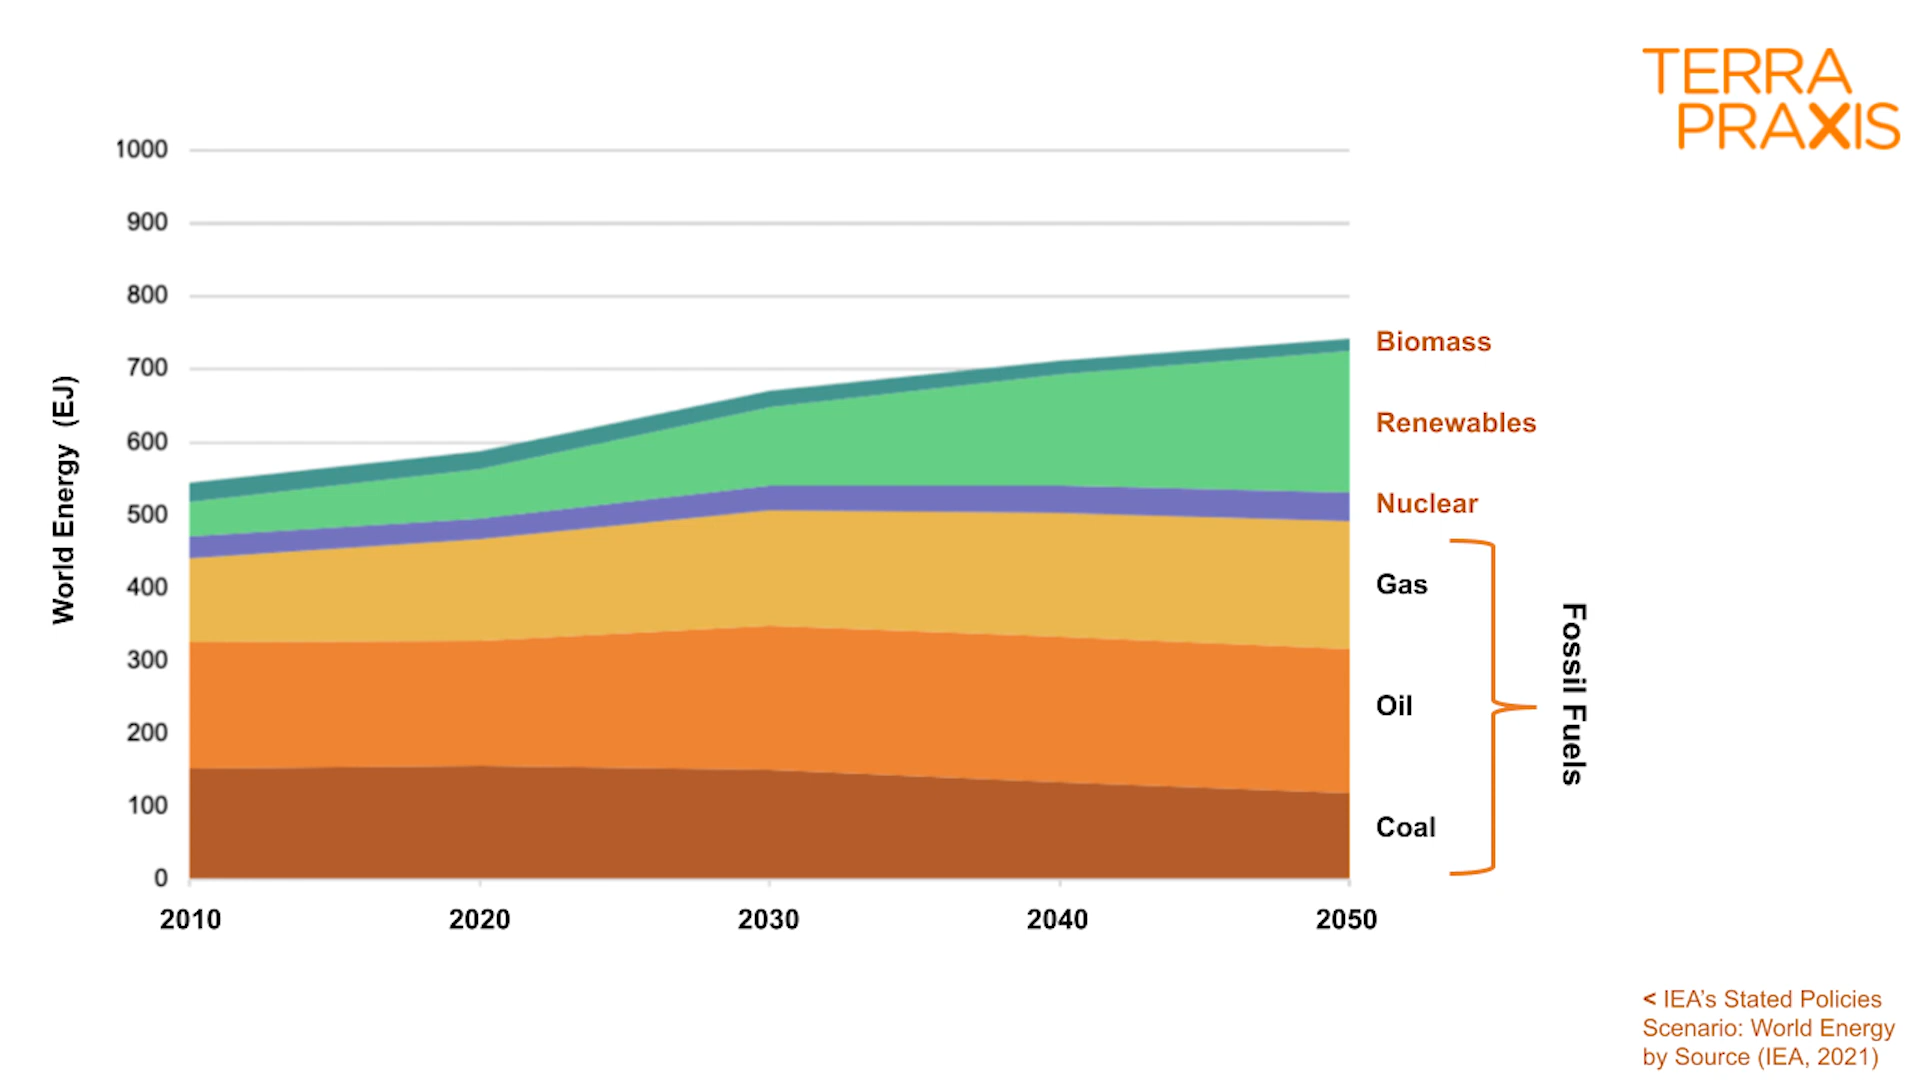 TERRA
PRAXIS
1000
900
800
700
600
500
400
300
200
100
0
World Energy (EJ)
2010
2020
2030
2040
2050
Biomass
Renewables
Nuclear
Gas
Oil
Coal
Fossil Fuels
< IEA's Stated Policies
Scenario: World Energy
by Source (IEA, 2021)